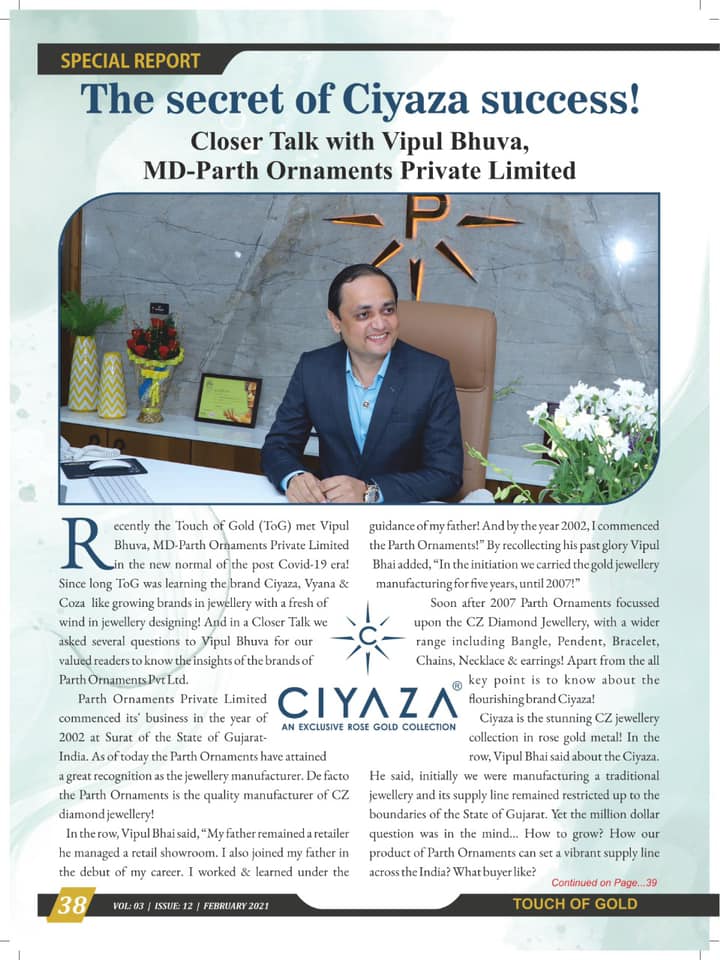 SPECIAL REPORT
The secret of Ciyaza success!
Closer Talk with Vipul Bhuva,
MD-Parth Ornaments Private Limited
P
Recently the Touch of Gold (ToG) met Vipul
Bhuva, MD-Parth Ornaments Private Limited
in the new normal of the post Covid-19 era!
Since long ToG was learning the brand Ciyaza, Vyana &
Coza like growing brands in jewellery with a fresh of
wind in jewellery designing! And in a Closer Talk we
asked several questions to Vipul Bhuva for our
valued readers to know the insights of the brands of
Parth Ornaments Pvt Ltd.
Parth Ornaments Private Limited
commenced its' business in the year of
2002 at Surat of the State of Gujarat-
India. As of today the Parth Ornaments have attained
a great recognition as the jewellery manufacturer. De facto
the Parth Ornaments is the quality manufacturer of CZ
diamond jewellery!
In the row, Vipul Bhai said, “My father remained a retailer
he managed a retail showroom. I also joined my father in
the debut of my career. I worked & learned under the
C
CIYAZA®
AN EXCLUSIVE ROSE GOLD COLLECTION
guidance of my father! And by the year 2002, I commenced
the Parth Ornaments!” By recollecting his past glory Vipul
Bhai added, “In the initiation we carried the gold jewellery
manufacturing for five years, until 2007!”
Soon after 2007 Parth Ornaments focussed
upon the CZ Diamond Jewellery, with a wider
range including Bangle, Pendent, Bracelet,
Chains, Necklace & earrings! Apart from the all
key point is to know about the
flourishing brand Ciyaza!
Ciyaza is the stunning CZ jewellery
collection in rose gold metal! In the
row, Vipul Bhai said about the Ciyaza.
He said, initially we were manufacturing a traditional
jewellery and its supply line remained restricted up to the
boundaries of the State of Gujarat. Yet the million dollar
question was in the mind... How to grow? How our
product of Parth Ornaments can set a vibrant supply line
across the India? What buyer like?
Continued on Page...39
38
VOL: 03 | ISSUE: 12 | FEBRUARY 2021
TOUCH OF GOLD